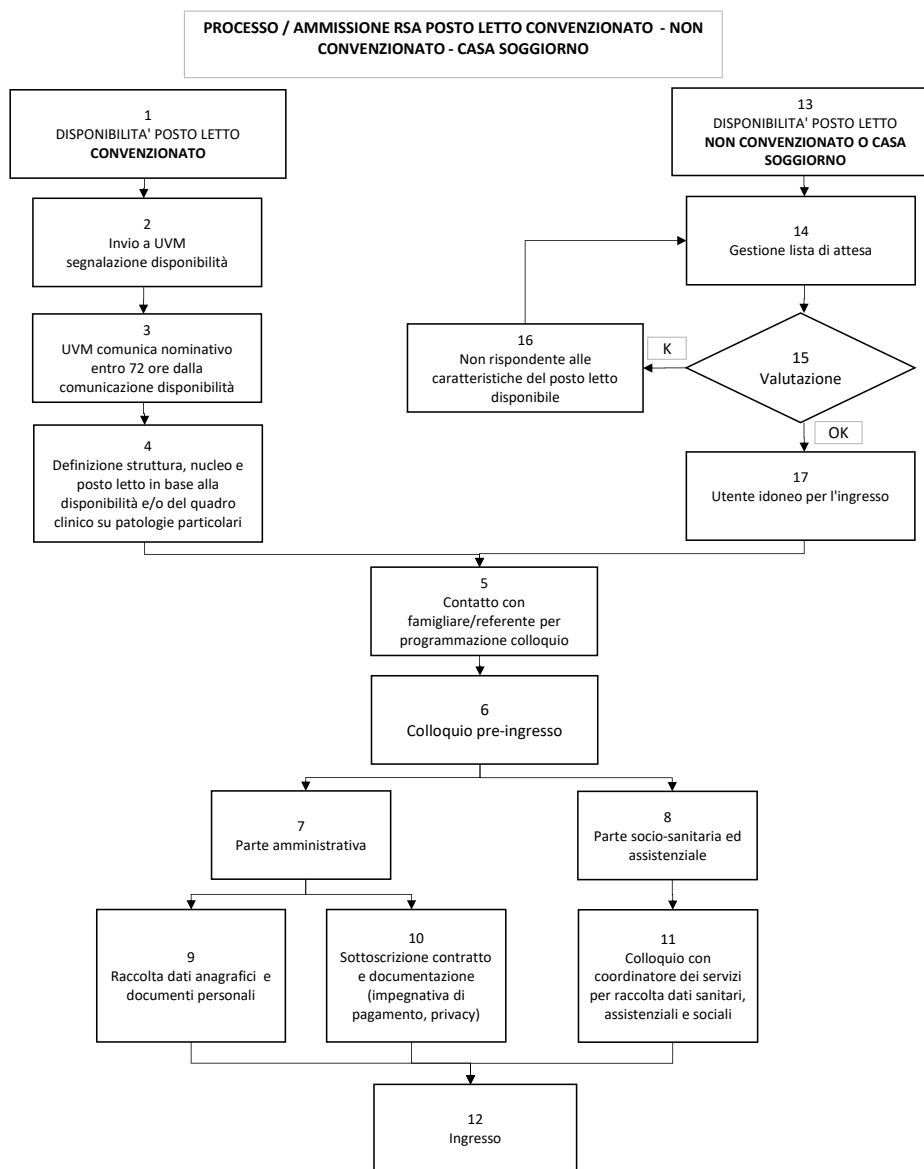 PROCESSO / AMMISSIONE RSA POSTO LETTO CONVENZIONATO - NON
CONVENZIONATO - CASA SOGGIORNO
1
DISPONIBILITA' POSTO LETTO
CONVENZIONATO
13
DISPONIBILITA' POSTO LETTO
NON CONVENZIONATO O CASA
SOGGIORNO
2
Invio a UVM
segnalazione disponibilità
14
Gestione lista di attesa
3
UVM comunica nominativo
entro 72 ore dalla
comunicazione disponibilità
16
Non rispondente alle
caratteristiche del posto letto
disponibile
K
15
Valutazione
OK
4
Definizione struttura, nucleo e
posto letto in base alla
disponibilità e/o del quadro
clinico su patologie particolari
17
Utente idoneo per l'ingresso
5
Contatto con
famigliare/referente per
programmazione colloquio
6
Colloquio pre-ingresso
7
Parte amministrativa
8
Parte socio-sanitaria ed
assistenziale
9
Raccolta dati anagrafici e
documenti personali
10
Sottoscrizione contratto
e documentazione
(impegnativa di
pagamento, privacy)
11
Colloquio con
coordinatore dei servizi
per raccolta dati sanitari,
assistenziali e sociali
12
Ingresso